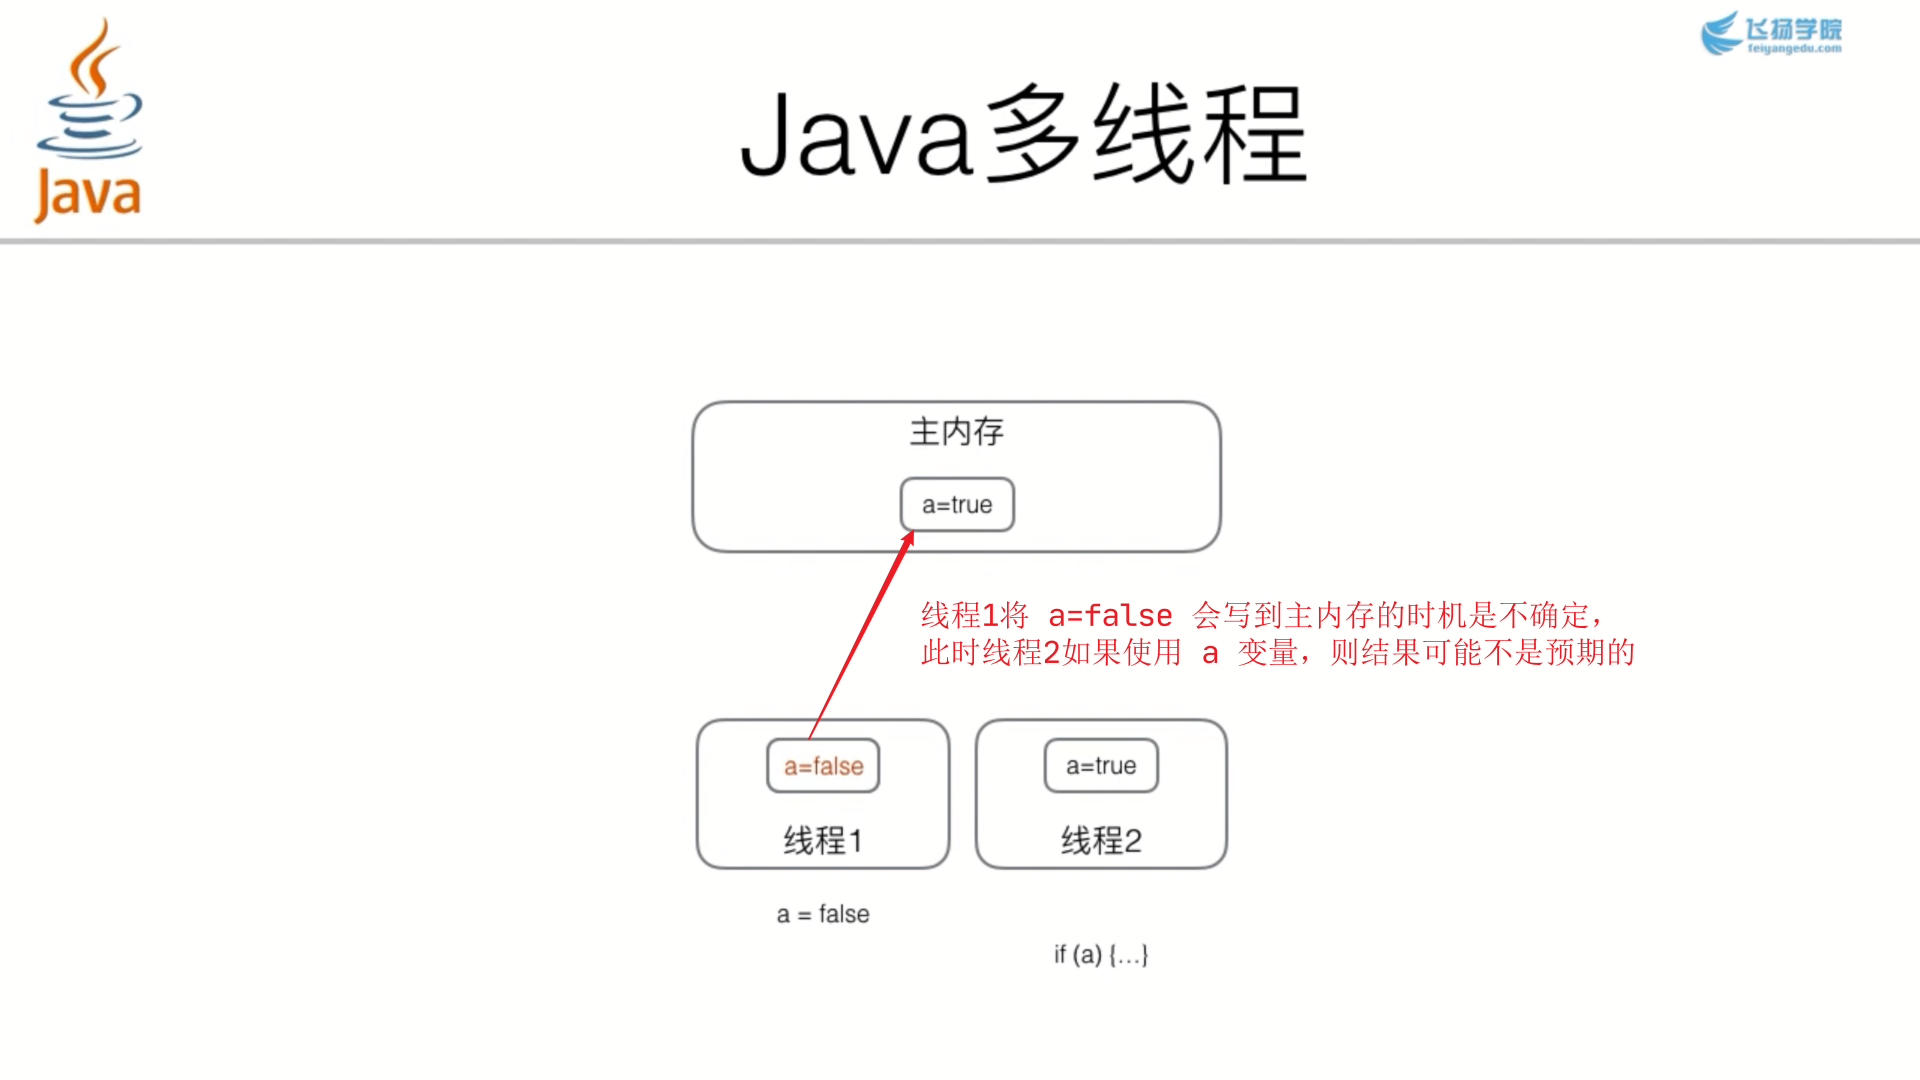 Java
飞扬学院
feiyangedu.com
Java多线程
主内存
a=true
线程1将 a=false 会写到主内存的时机是不确定,
此时线程2如果使用 a 变量，则结果可能不是预期的
a=false
a=true
线程1
线程2
a = false
if (a) {...}